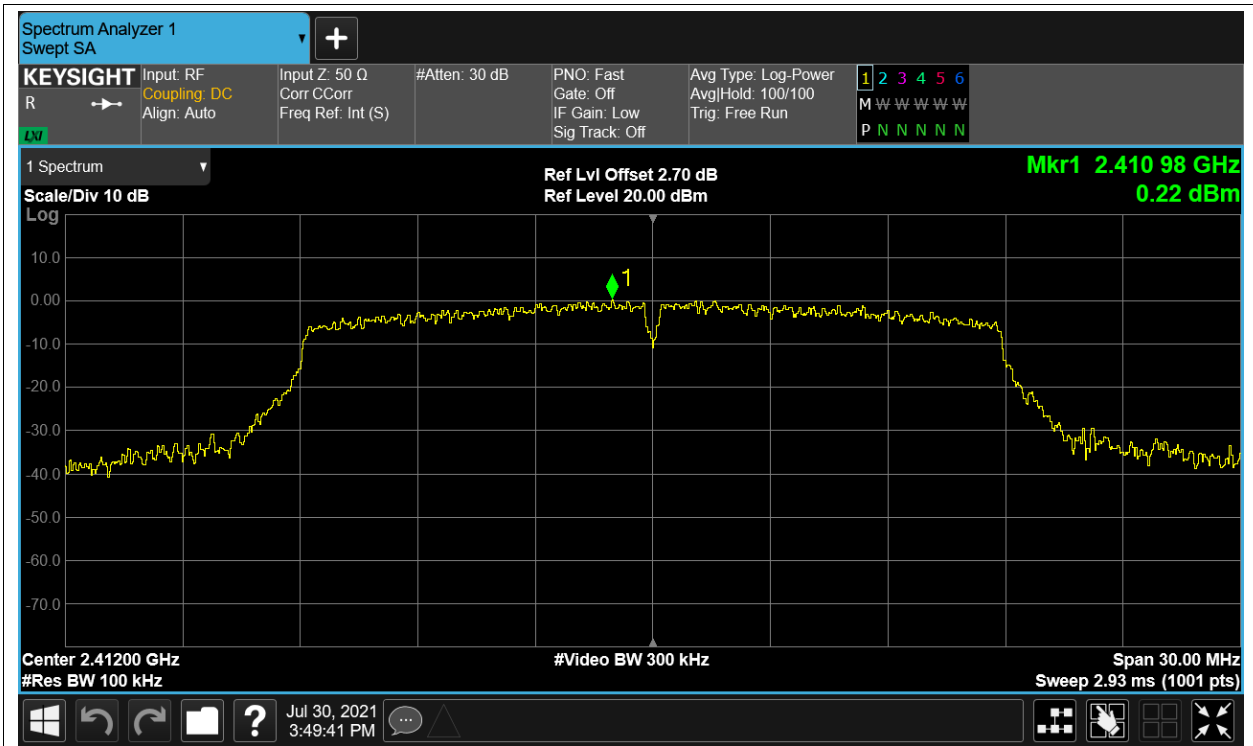 Spectrum Analyzer 1
Swept SA
KEYSIGHT
R
LXI
Input: RF
Coupling: DC
Align: Auto
Input Z: 50 Ω
Corr CCorr
Freq Ref: Int (S)
#Atten: 30 dB
PNO: Fast
Gate: Off
IF Gain: Low
Sig Track: Off
Avg Type: Log-Power
Avg|Hold: 100/100
Trig: Free Run
1 2 3 4 5 6
M W W W W W
P N N N N N
1 Spectrum
Scale/Div 10 dB
Log
Ref Lvl Offset 2.70 dB
Ref Level 20.00 dBm
Mkr1 2.410 98 GHz
0.22 dBm
1
10.0
0.00
-10.0
-20.0
-30.0
-40.0
-50.0
-60.0
-70.0
Center 2.41200 GHz
#Res BW 100 kHz
#Video BW 300 kHz
Span 30.00 MHz
Sweep 2.93 ms (1001 pts)
?
Jul 30, 2021
3:49:41 PM